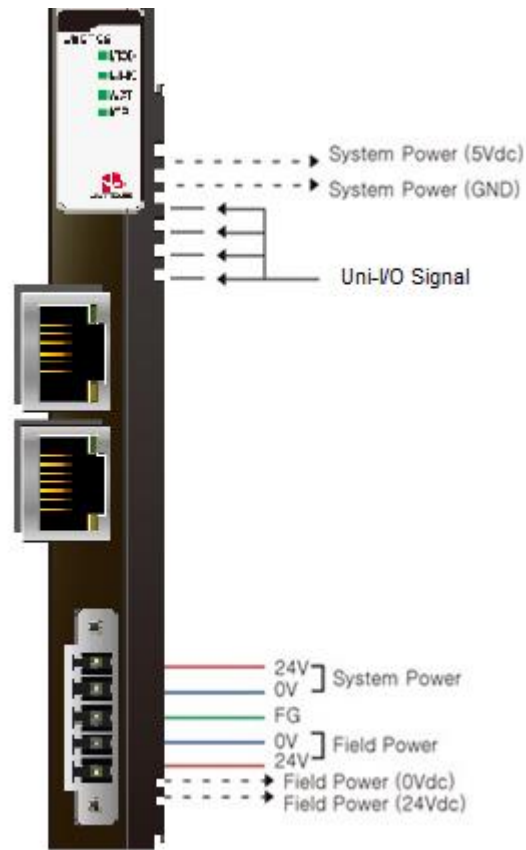 System Power (5Vdc)
System Power (GND)
Uni-I/O Signal
24V
0V
System Power
FG
0V
24V
Field Power
Field Power (0Vdc)
Field Power (24Vdc)